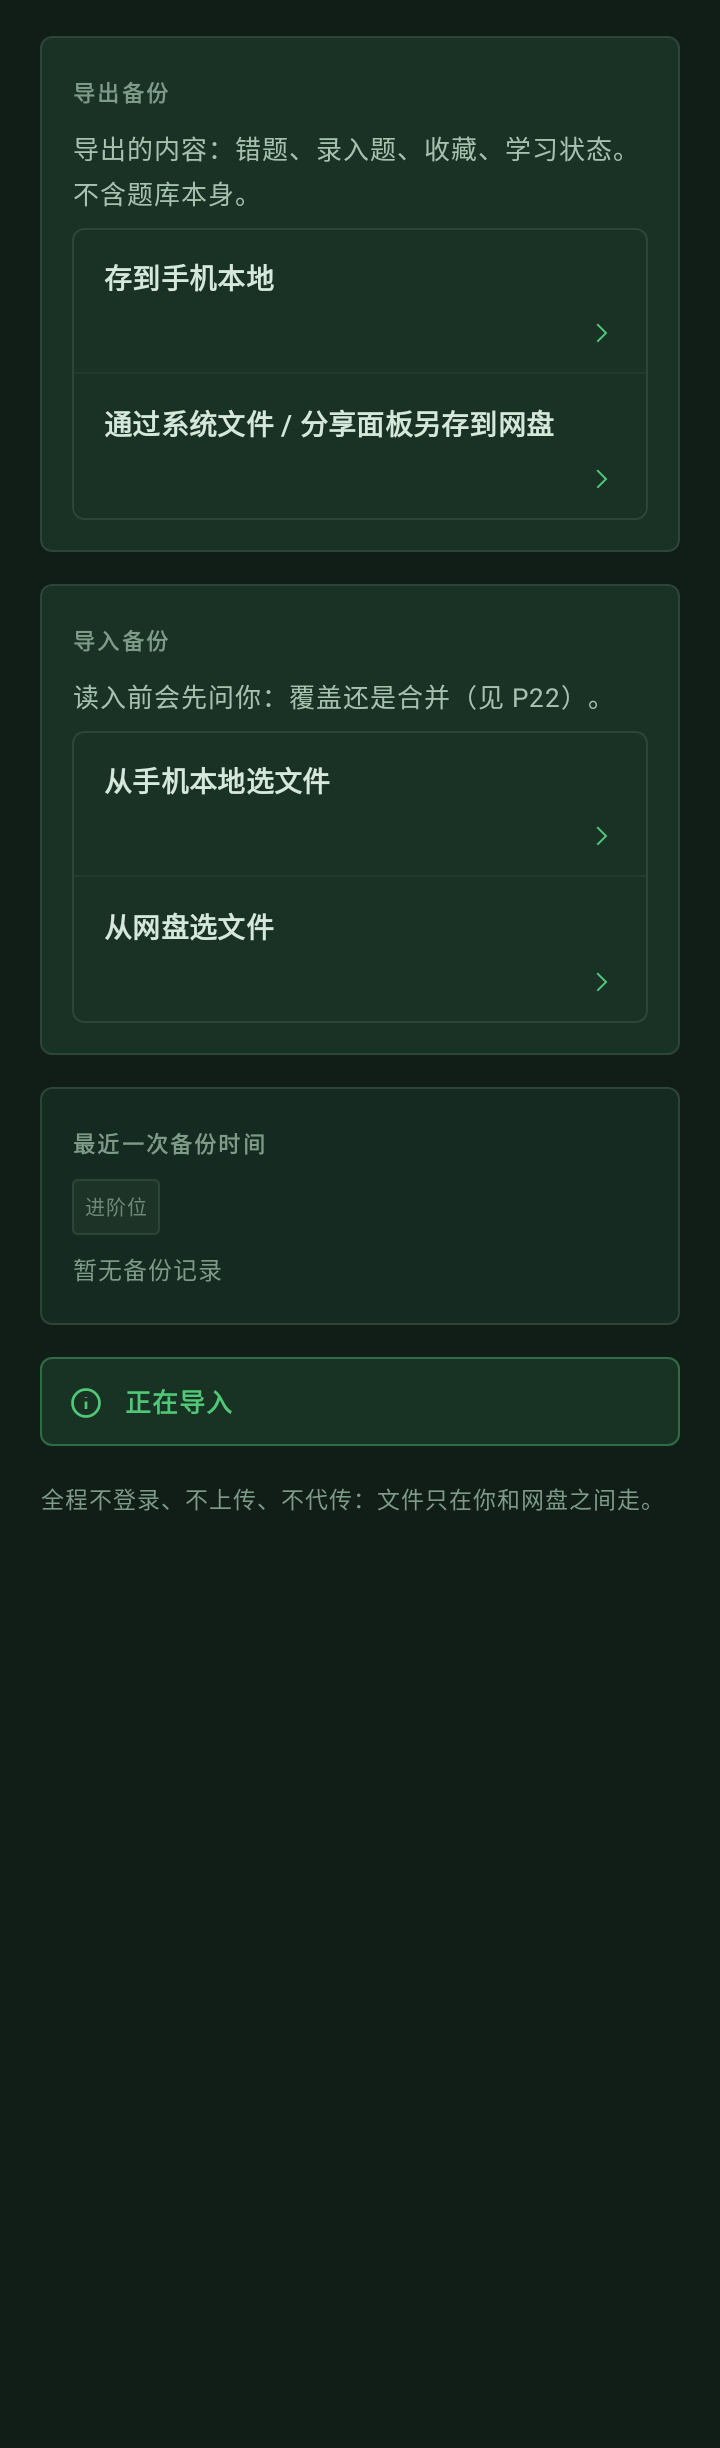 导出备份
导出的内容：错题、录入题、收藏、学习状态。
不含题库本身。
存到手机本地
通过系统文件 / 分享面板另存到网盘
导入备份
读入前会先问你：覆盖还是合并（见 P22）。
从手机本地选文件
从网盘选文件
最近一次备份时间
进阶位
暂无备份记录
正在导入
全程不登录、不上传、不代传：文件只在你和网盘之间走。